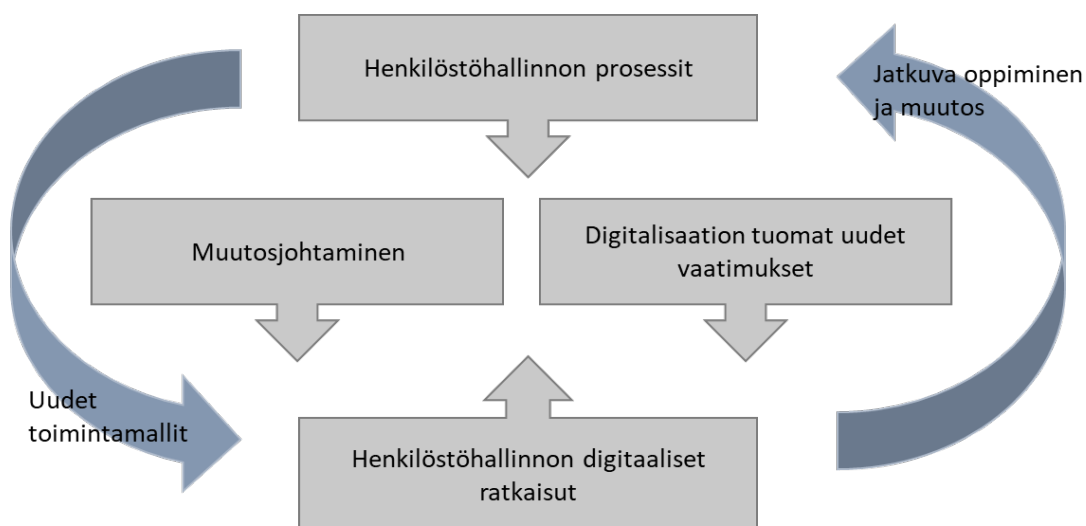 Henkilöstöhallinnon prosessit
Jatkuva oppiminen
ja muutos
Muutosjohtaminen
Digitalisaation tuomat uudet
vaatimukset
Uudet
toimintamallit
Henkilöstöhallinnon digitaaliset
ratkaisut